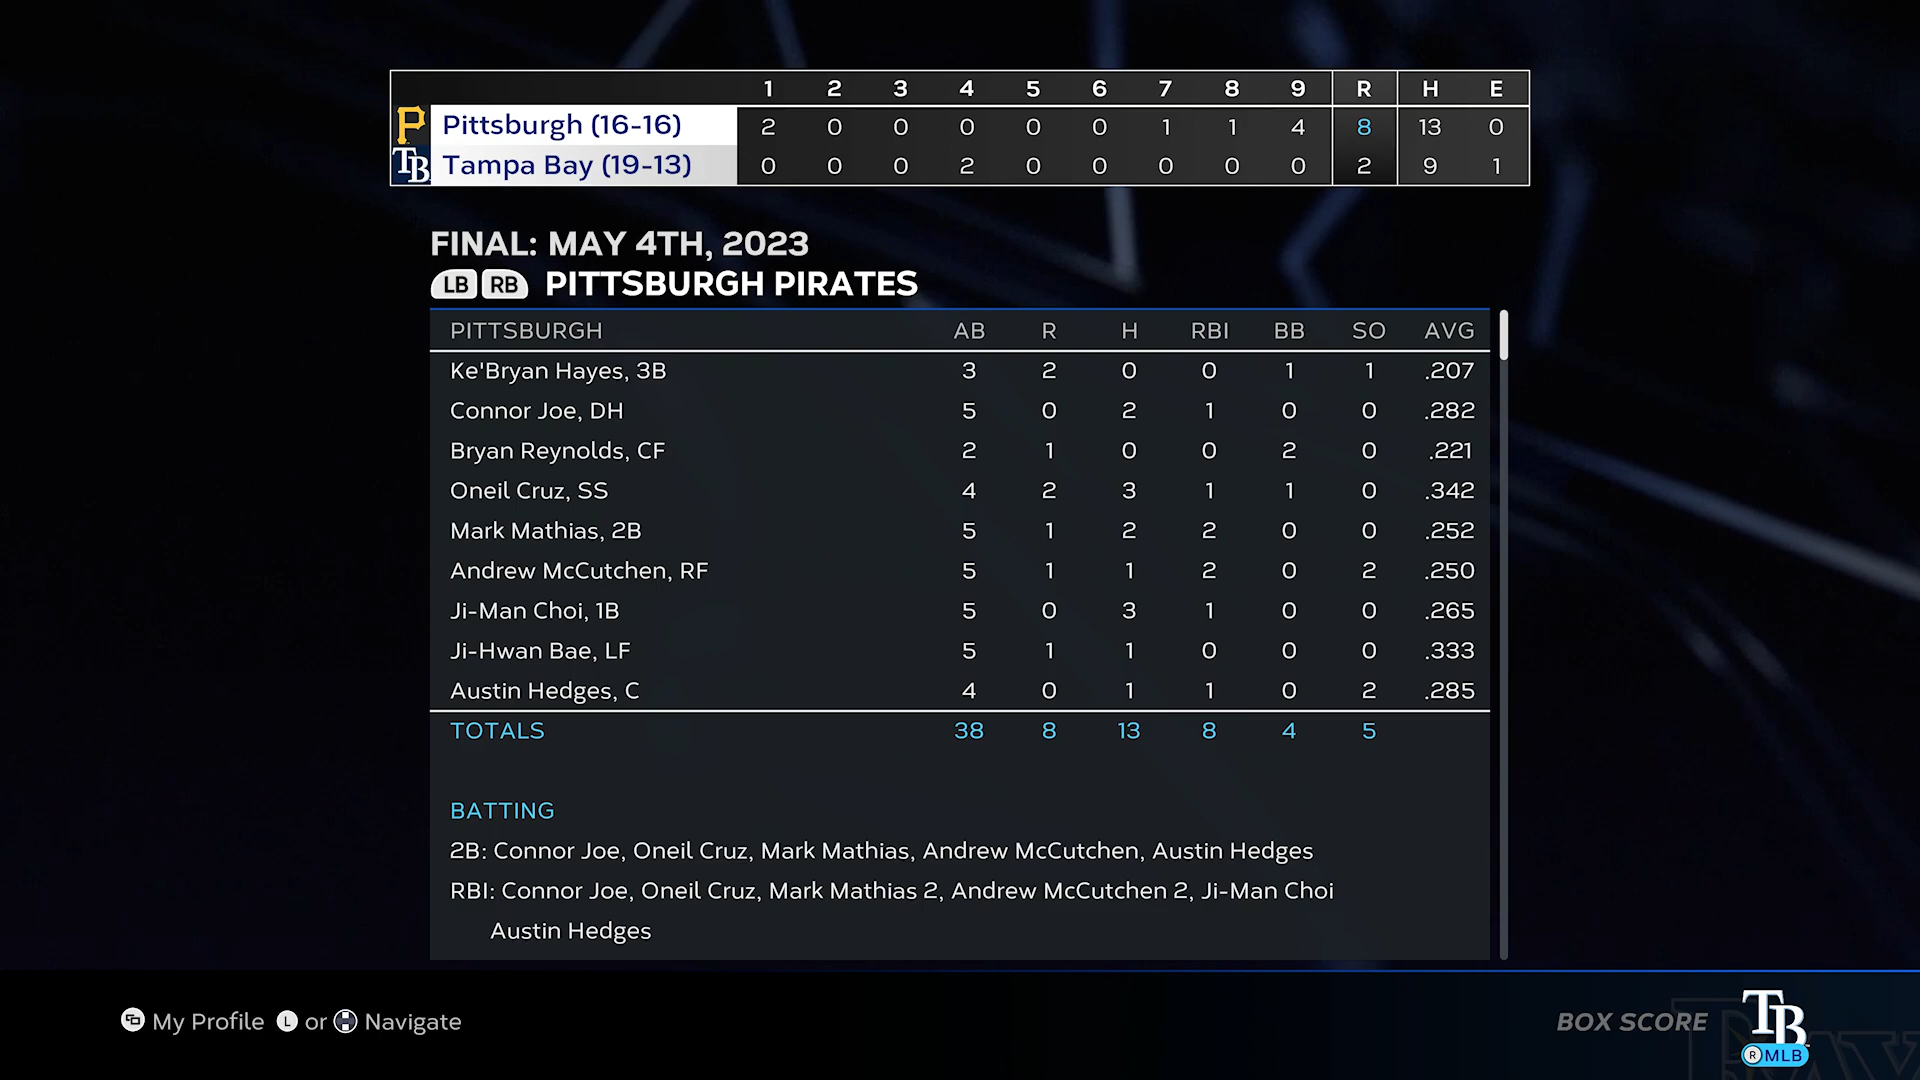 1 2 3 4 5 6 7 8 9 R H E
P Pittsburgh (16-16) 2 0 0 0 0 0 1 1 4 8 13 0
TB Tampa Bay (19-13) 0 0 0 2 0 0 0 0 0 2 9 1
FINAL: MAY 4TH, 2023
LB RB PITTSBURGH PIRATES
PITTSBURGH AB R H RBI BB SO AVG
Ke'Bryan Hayes, 3B 3 2 0 0 1 1 .207
Connor Joe, DH 5 0 2 1 0 0 .282
Bryan Reynolds, CF 2 1 0 0 2 0 .221
Oneil Cruz, SS 4 2 3 1 1 0 .342
Mark Mathias, 2B 5 1 2 2 0 0 .252
Andrew McCutchen, RF 5 1 1 2 0 2 .250
Ji-Man Choi, 1B 5 0 3 1 0 0 .265
Ji-Hwan Bae, LF 5 1 1 0 0 0 .333
Austin Hedges, C 4 0 1 1 0 2 .285
TOTALS 38 8 13 8 4 5
BATTING
2B: Connor Joe, Oneil Cruz, Mark Mathias, Andrew McCutchen, Austin Hedges
RBI: Connor Joe, Oneil Cruz, Mark Mathias 2, Andrew McCutchen 2, Ji-Man Choi
Austin Hedges
My Profile L or Navigate
BOX SCORE TB
R MLB